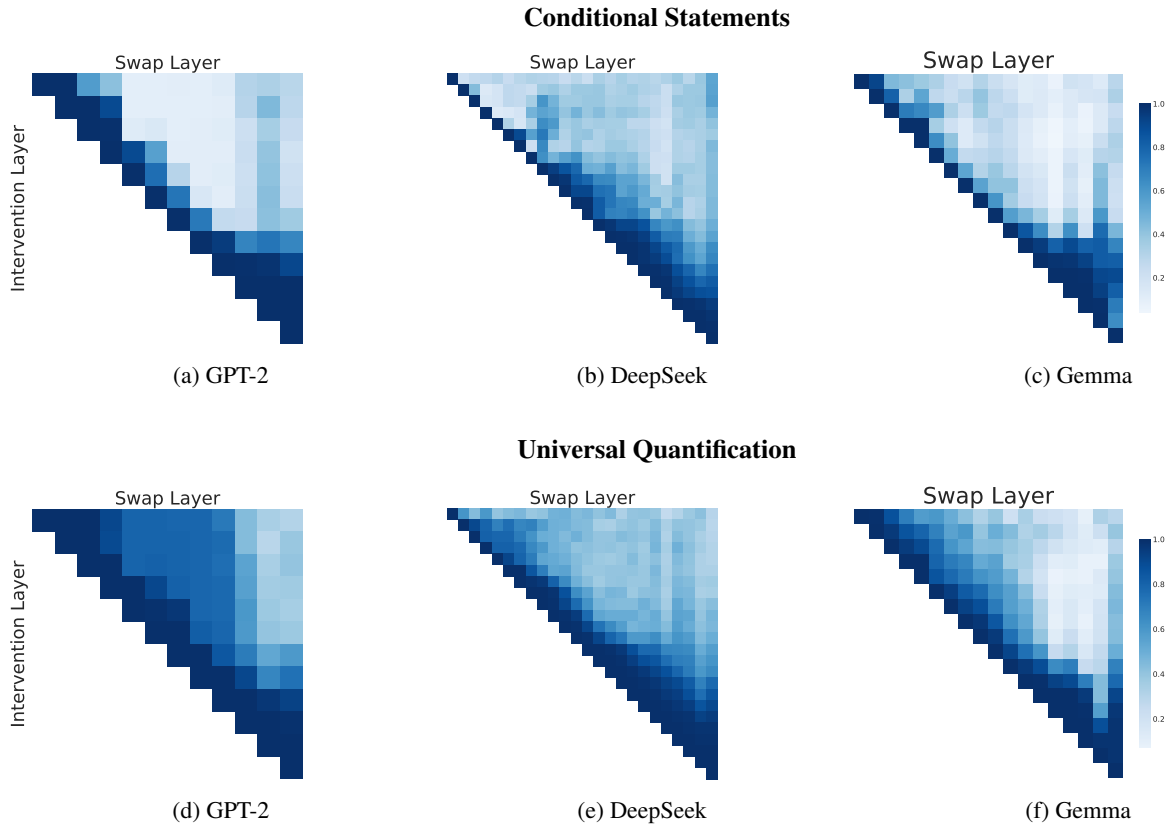 Conditional Statements
Swap Layer
Swap Layer
Swap Layer
Intervention Layer
1.0
0.8
0.6
0.4
0.2
(a) GPT-2
(b) DeepSeek
(c) Gemma
Universal Quantification
Swap Layer
Swap Layer
Swap Layer
Intervention Layer
1.0
0.8
0.6
0.4
0.2
(d) GPT-2
(e) DeepSeek
(f) Gemma